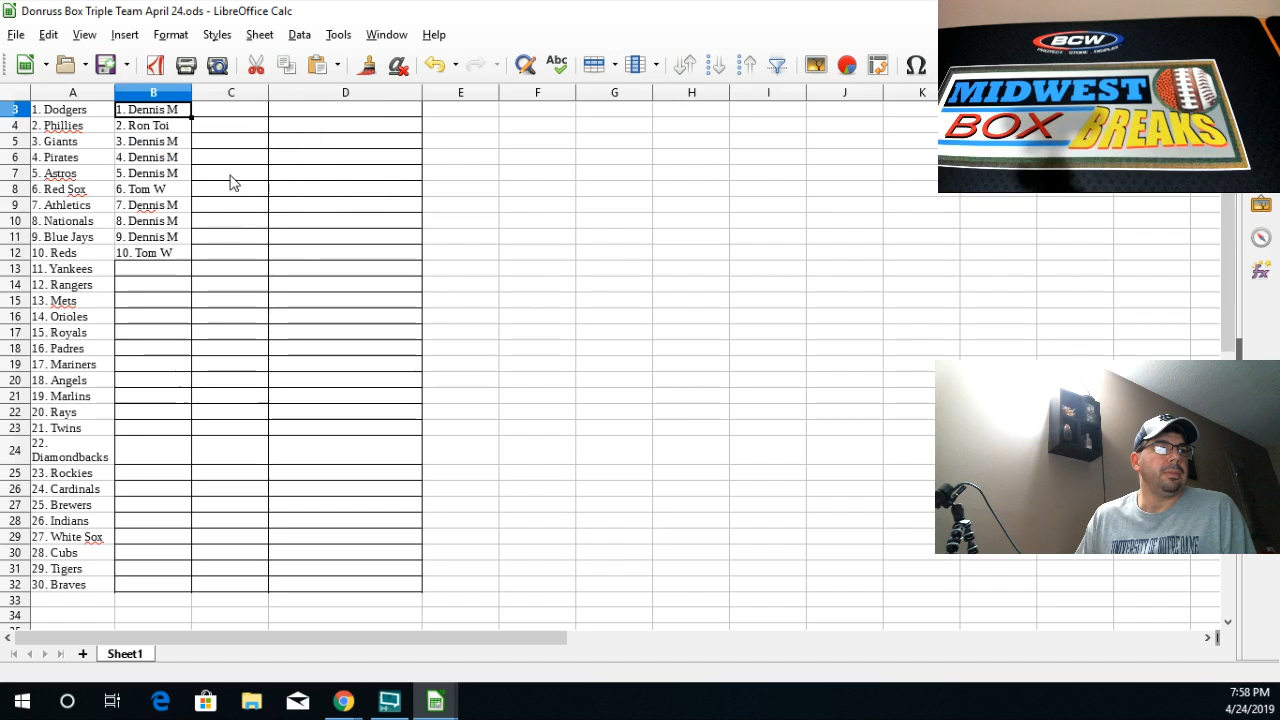 Donruss Box Triple Team April 24.ods - LibreOffice Calc
File Edit View Insert Format Styles Sheet Data Tools Window Help
A B C D E F G H I J K
3 1. Dodgers 1. Dennis M
4 2. Phillies 2. Ron Toi
5 3. Giants 3. Dennis M
6 4. Pirates 4. Dennis M
7 5. Astros 5. Dennis M
8 6. Red Sox 6. Tom W
9 7. Athletics 7. Dennis M
10 8. Nationals 8. Dennis M
11 9. Blue Jays 9. Dennis M
12 10. Reds 10. Tom W
13 11. Yankees
14 12. Rangers
15 13. Mets
16 14. Orioles
17 15. Royals
18 16. Padres
19 17. Mariners
20 18. Angels
21 19. Marlins
22 20. Rays
23 21. Twins
24 22.
Diamondbacks
25 23. Rockies
26 24. Cardinals
27 25. Brewers
28 26. Indians
29 27. White Sox
30 28. Cubs
31 29. Tigers
32 30. Braves
33
34
Sheet1
BCW
MIDWEST
BOX BREAKS
UNIVERSITY OF NOTRE DAME
7:58 PM
4/24/2019